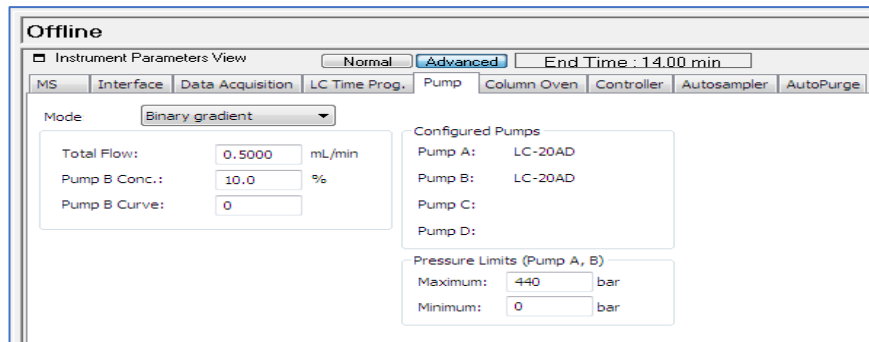 Offline
Instrument Parameters View Normal Advanced End Time : 14.00 min
MS Interface Data Acquisition LC Time Prog. Pump Column Oven Controller Autosampler AutoPurge
Mode Binary gradient
Total Flow: 0.5000 mL/min
Pump B Conc.: 10.0 %
Pump B Curve: 0
Configured Pumps
Pump A: LC-20AD
Pump B: LC-20AD
Pump C:
Pump D:
Pressure Limits (Pump A, B)
Maximum: 440 bar
Minimum: 0 bar